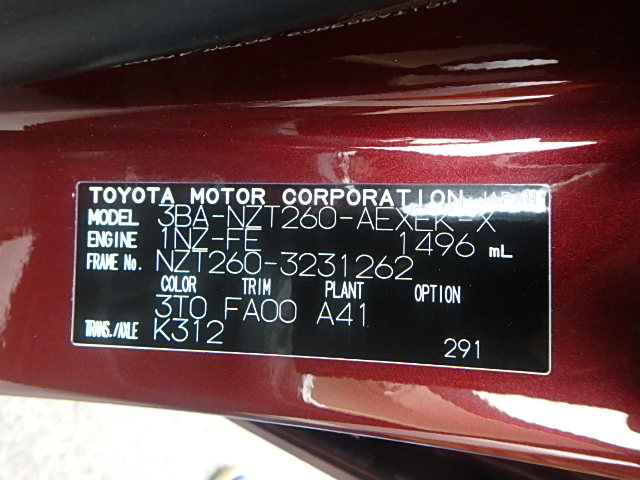 TOYOTA MOTOR CORPORATION JAPAN
MODEL 3BA-NZT260-AEXEK-X
ENGINE 1NZ-FE 1496 mL
FRAME No. NZT260-3231262
COLOR TRIM PLANT OPTION
3T0 FA00 A41
TRANS./AXLE K312
291